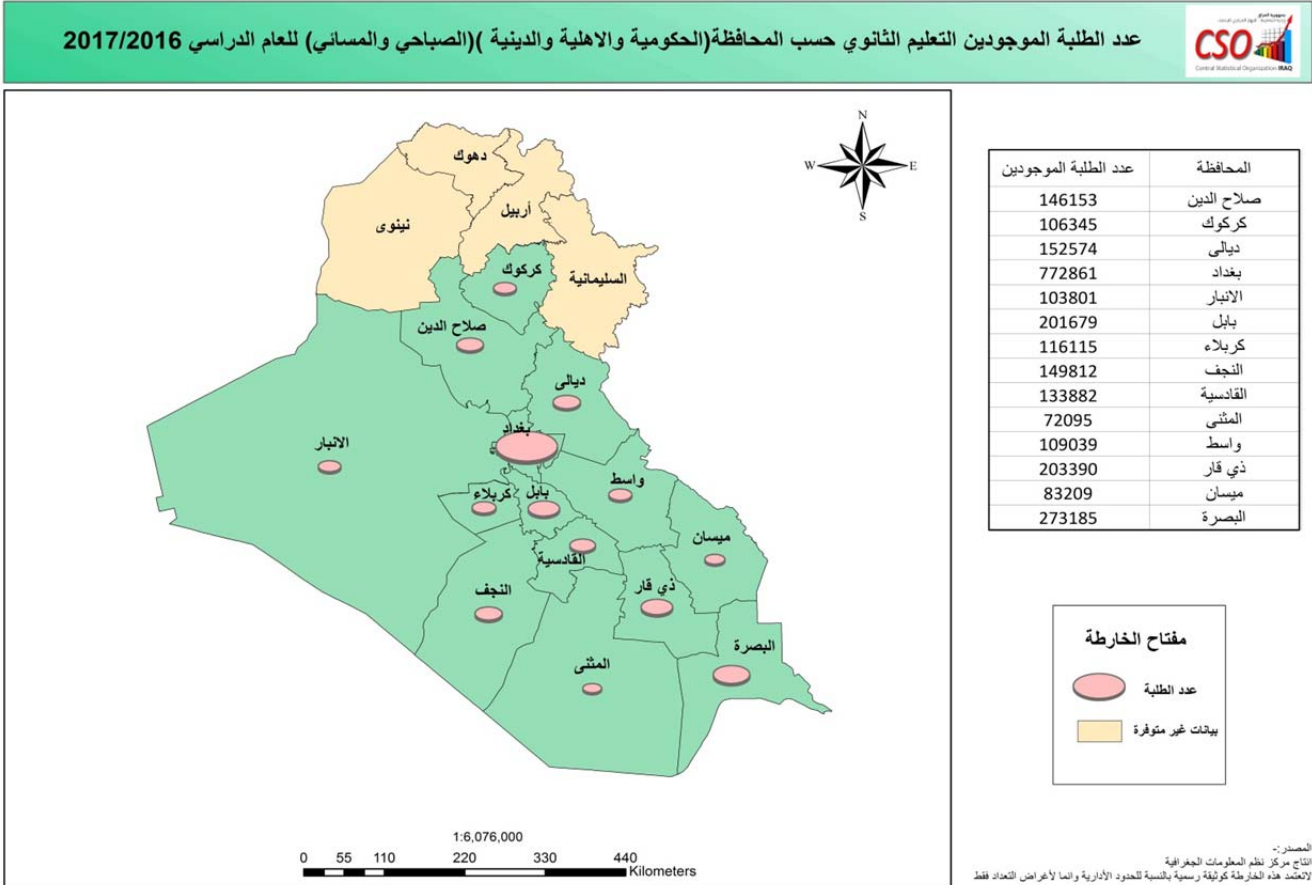 عدد الطلبة الموجودين التعليم الثانوي حسب المحافظة(الحكومية والاهلية والدينية )(الصباحي والمسائي) للعام الدراسي 2017/2016
CSO
Central Statistical Organization IRAQ
N
W E
S
دهوك
أربيل
نينوى
السليمانية
كركوك
صلاح الدين
ديالى
بغداد
الانبار
واسط
بابل
كربلاء
ميسان
القادسية
ذي قار
النجف
البصرة
المثنى
1:6,076,000
0 55 110 220 330 440
Kilometers
المحافظة عدد الطلبة الموجودين
صلاح الدين 146153
كركوك 106345
ديالى 152574
بغداد 772861
الانبار 103801
بابل 201679
كربلاء 116115
النجف 149812
القادسية 133882
المثنى 72095
واسط 109039
ذي قار 203390
ميسان 83209
البصرة 273185
مفتاح الخارطة
عدد الطلبة
بيانات غير متوفرة
المصدر:-
انتاج مركز نظم المعلومات الجغرافية
لاتعتمد هذه الخارطة كوثيقة رسمية بالنسبة للحدود الأدارية وانما لأغراض التعداد فقط